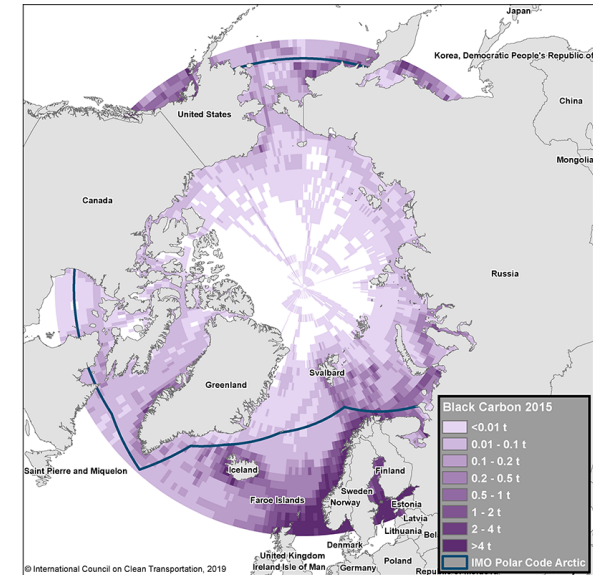 Japan
Korea, Democratic People's Republic of
United States
China
Mongolia
Canada
Russia
Svalbard
Greenland
Black Carbon 2015
<0.01 t
0.01 - 0.1 t
0.1 - 0.2 t
0.2 - 0.5 t
0.5 - 1 t
1 - 2 t
2 - 4 t
>4 t
IMO Polar Code Arctic
Saint Pierre and Miquelon
Iceland
Finland
Sweden
Faroe Islands
Norway
Estonia
Latvia
Lithuania
Bel
Denmark
United Kingdom
Ireland Isle of Man
Germany
Poland
© International Council on Clean Transportation, 2019